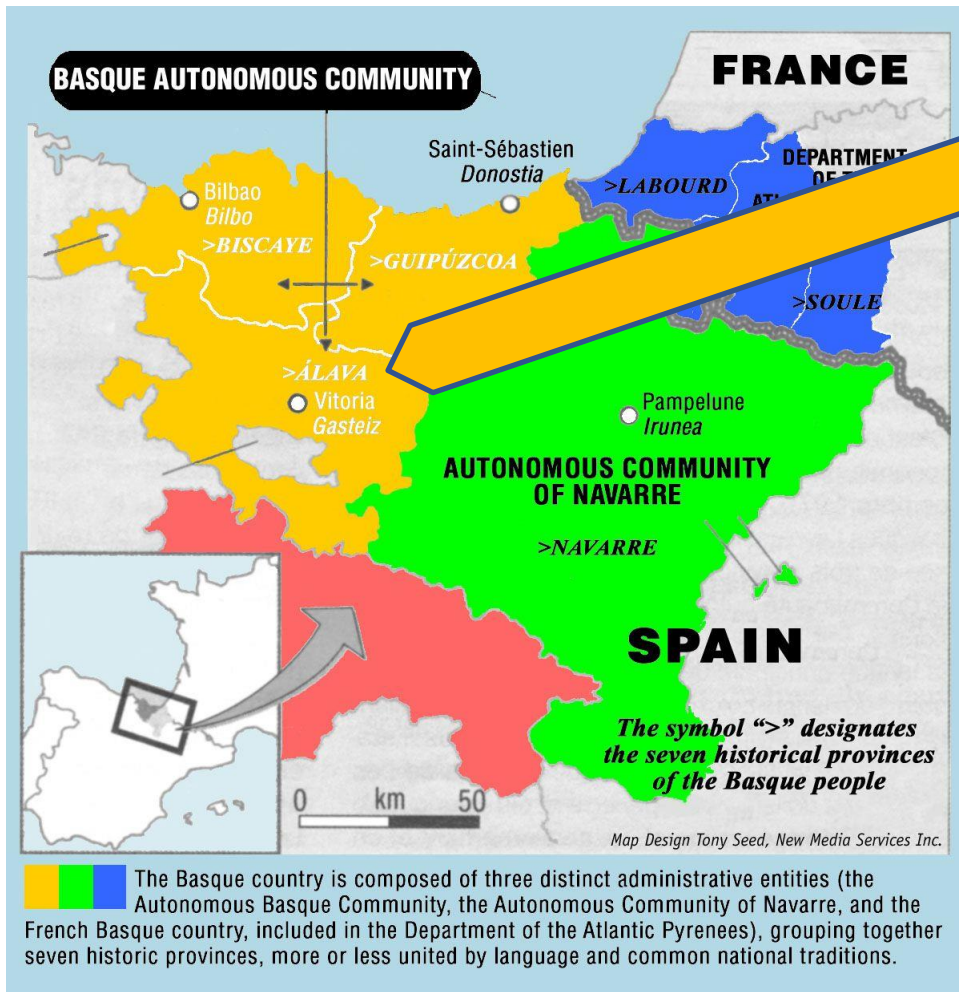 BASQUE AUTONOMOUS COMMUNITY
FRANCE
Saint-Sébastien
Donostia
DEPARTMENT
>LABOURD
Bilbao
Bilbo
>BISCAYE
>GUIPÚZCOA
>SOULE
>ÁLAVA
Vitoria
Gasteiz
Pampelune
Irunea
AUTONOMOUS COMMUNITY
OF NAVARRE
>NAVARRE
SPAIN
The symbol “>” designates
the seven historical provinces
of the Basque people
0 km 50
Map Design Tony Seed, New Media Services Inc.
The Basque country is composed of three distinct administrative entities (the
Autonomous Basque Community, the Autonomous Community of Navarre, and the
French Basque country, included in the Department of the Atlantic Pyrenees), grouping together
seven historic provinces, more or less united by language and common national traditions.